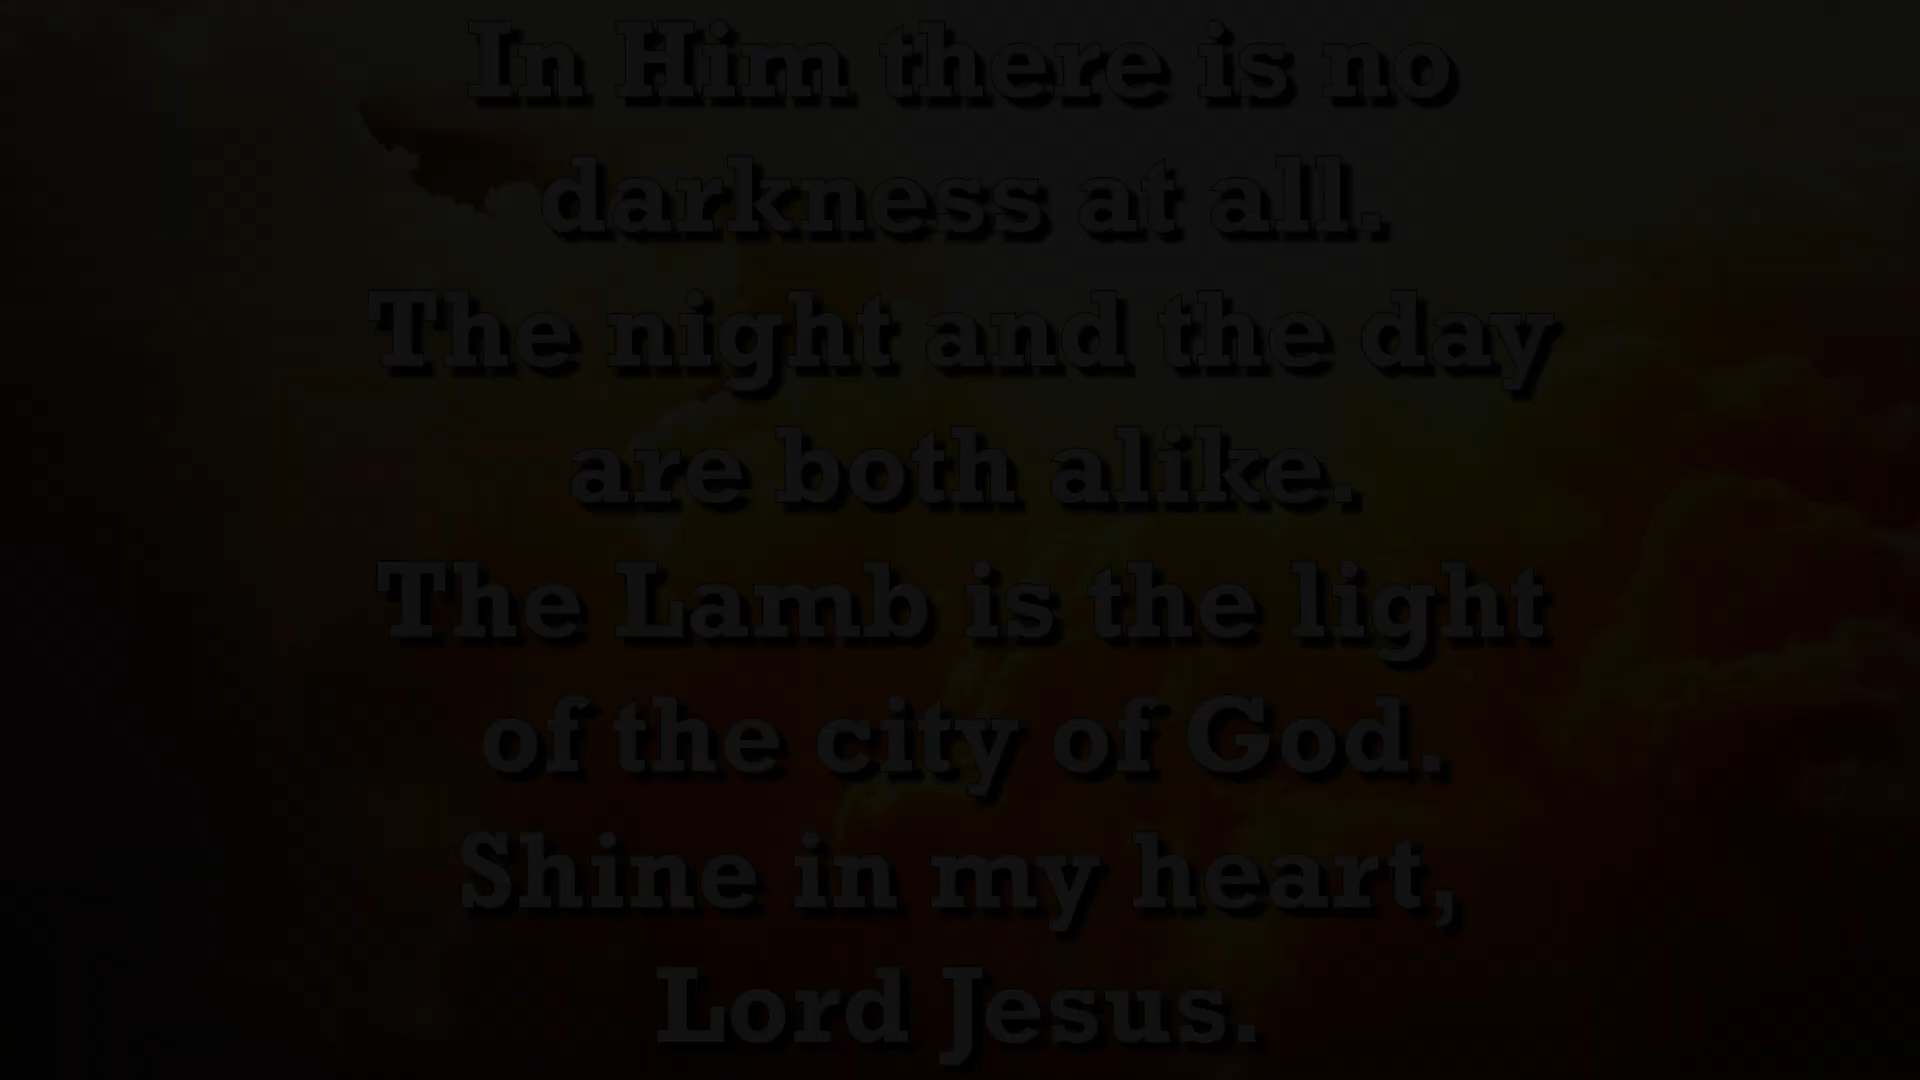 In Him there is no
darkness at all.
The night and the day
are both alike.
The Lamb is the light
of the city of God.
Shine in my heart,
Lord Jesus.